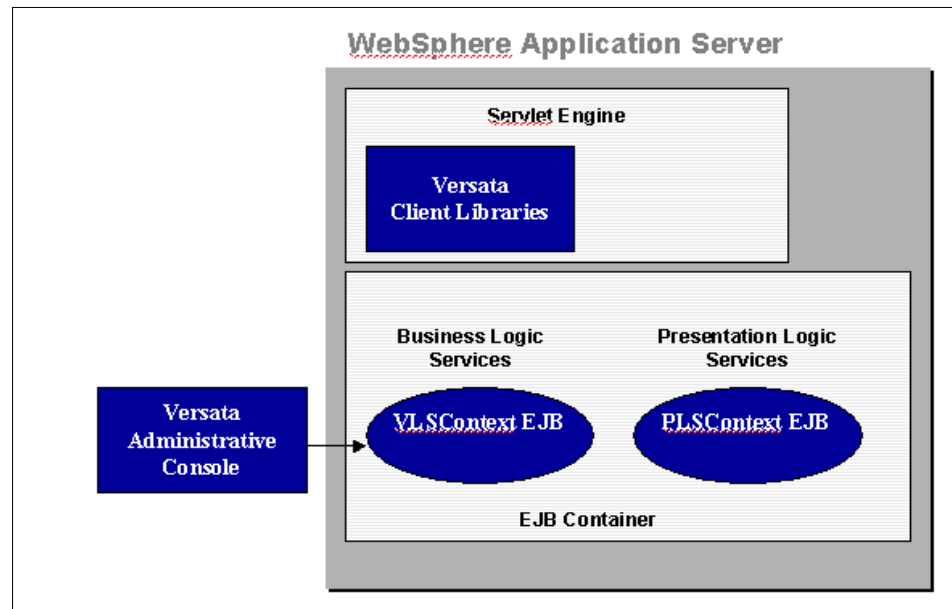 WebSphere Application Server
Servlet Engine
Versata
Client Libraries
Business Logic
Services
Presentation Logic
Services
VLSContext EJB
PLSContext EJB
Versata
Administrative
Console
EJB Container